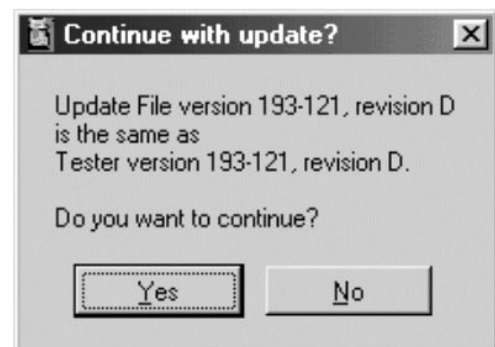 Continue with update?
Update File version 193-121, revision D
is the same as
Tester version 193-121, revision D.
Do you want to continue?
Yes
No